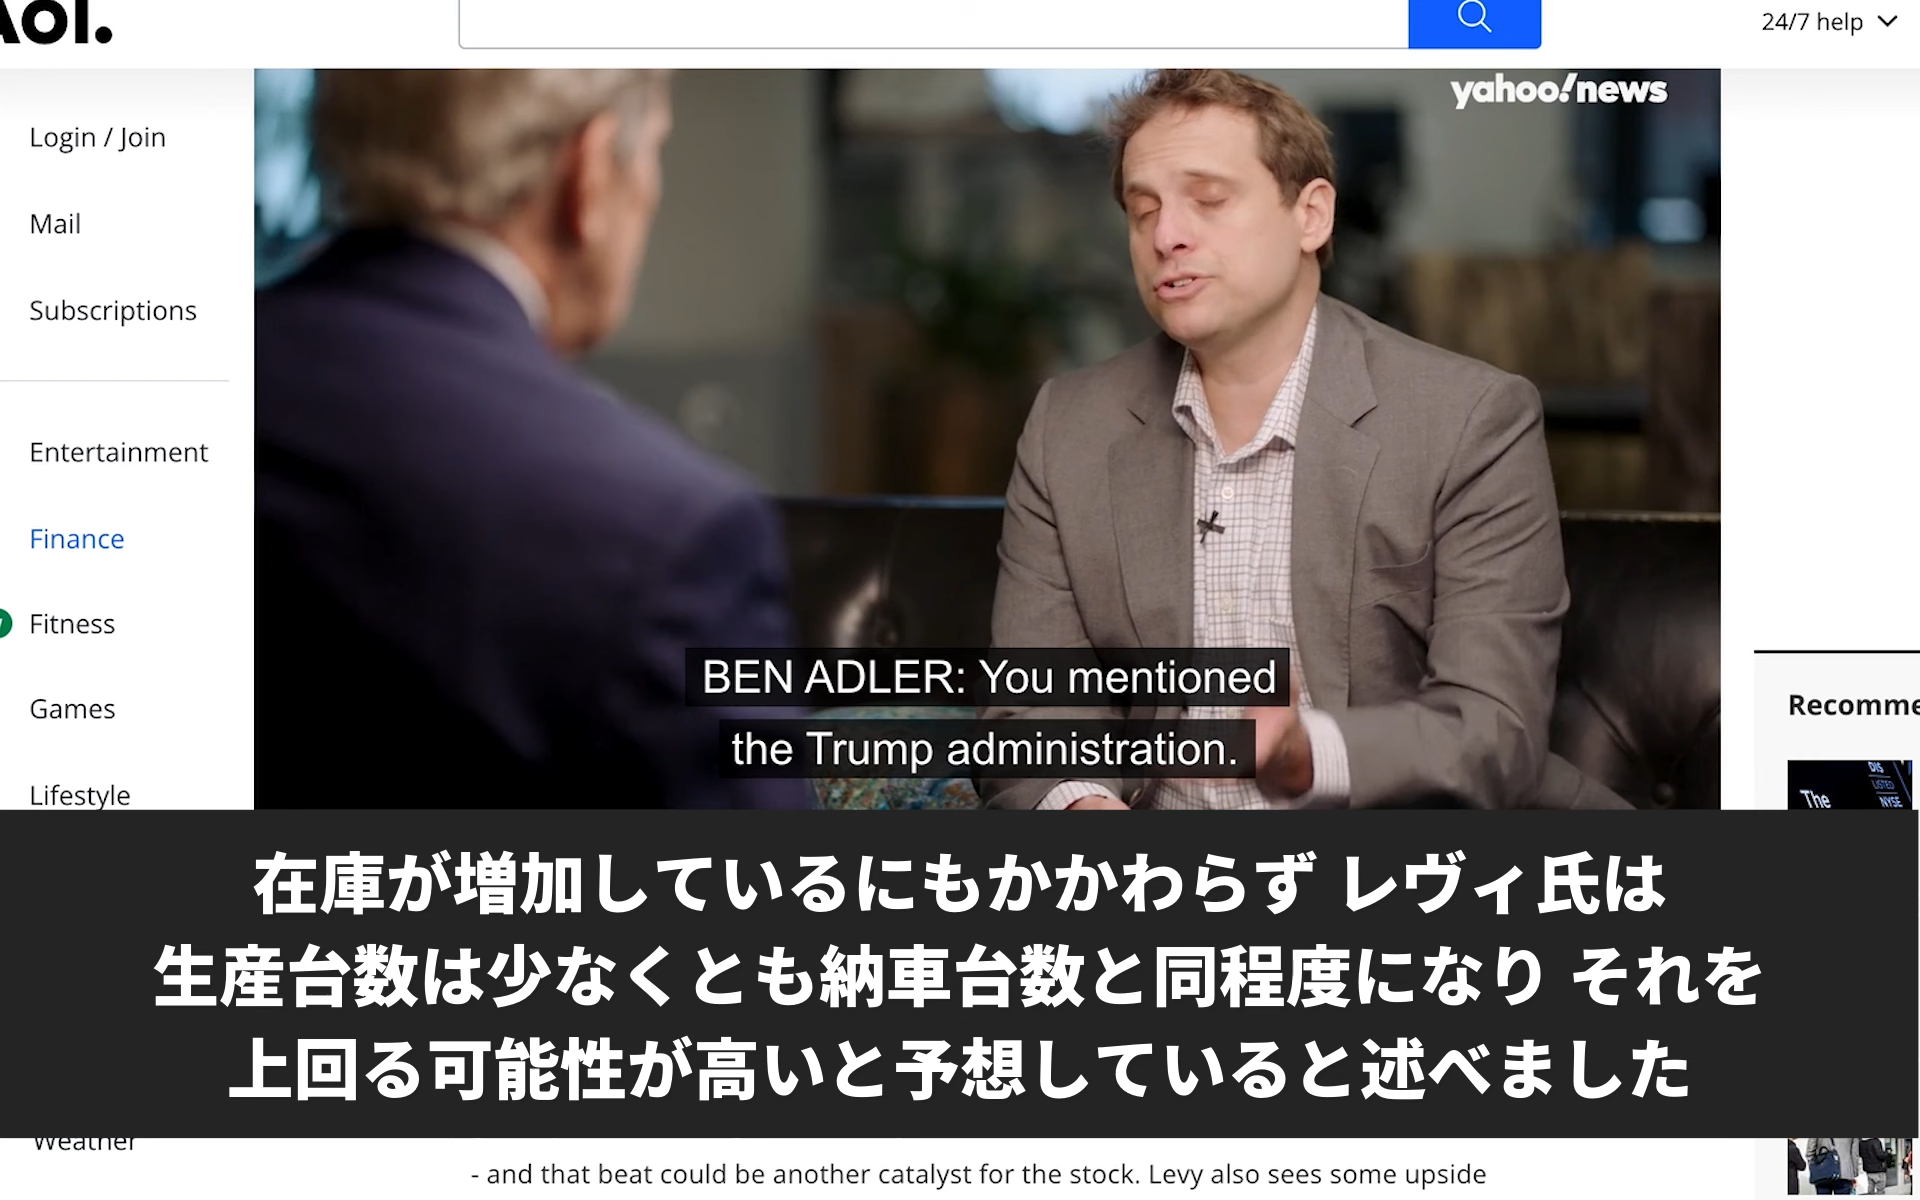 Aol.
24/7 help
yahoo!news
Login / Join
Mail
Subscriptions
Entertainment
Finance
Fitness
Games
Lifestyle
BEN ADLER: You mentioned
the Trump administration.
Recomme
The
DIS
LISTED
NYSE
在庫が増加しているにもかかわらず レヴィ氏は
生産台数は少なくとも納車台数と同程度になり それを
上回る可能性が高いと予想していると述べました
Weather
- and that beat could be another catalyst for the stock. Levy also sees some upside